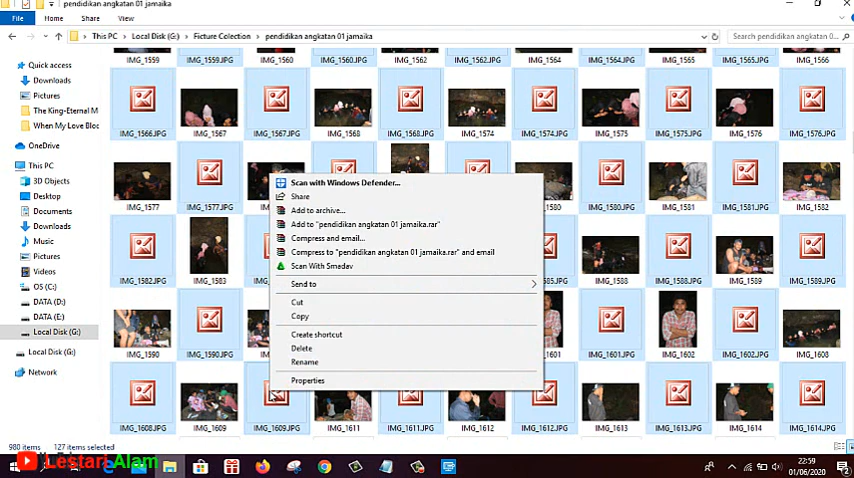 pendidikan angkatan 01 jamaika
File Home Share View
This PC Local Disk (G:) Ficture Colection pendidikan angkatan 01 jamaika Search pendidikan angkatan 01 jamaika
Quick access
Downloads
Pictures
The King-Eternal M
When My Love Bloo
OneDrive
This PC
3D Objects
Desktop
Documents
Downloads
Music
Pictures
Videos
OS (C:)
DATA (D:)
DATA (E:)
Local Disk (G:)
Local Disk (G:)
Network
IMG_1559 IMG_1559.JPG IMG_1560 IMG_1560.JPG IMG_1562 IMG_1562.JPG IMG_1564 IMG_1564.JPG IMG_1565 IMG_1565.JPG IMG_1566
IMG_1566.JPG IMG_1567 IMG_1567.JPG IMG_1568 IMG_1568.JPG IMG_1574 IMG_1574.JPG IMG_1575 IMG_1575.JPG IMG_1576 IMG_1576.JPG
IMG_1577 IMG_1577.JPG IMG_1580.JPG IMG_1581 IMG_1581.JPG IMG_1582
IMG_1582.JPG IMG_1583 IMG_1588 IMG_1588.JPG IMG_1589 IMG_1589.JPG
IMG_1590 IMG_1590.JPG IMG_1601.JPG IMG_1602 IMG_1602.JPG IMG_1608
IMG_1608.JPG IMG_1609 IMG_1609.JPG IMG_1611 IMG_1611.JPG IMG_1612 IMG_1612.JPG IMG_1613 IMG_1613.JPG IMG_1614 IMG_1614.JPG
Scan with Windows Defender...
Share
Add to archive...
Add to "pendidikan angkatan 01 jamaika.rar"
Compress and email...
Compress to "pendidikan angkatan 01 jamaika.rar" and email
Scan With Smadav
Send to
Cut
Copy
Create shortcut
Delete
Rename
Properties
980 items 127 items selected
Lestari Alam
22:59
01/06/2020